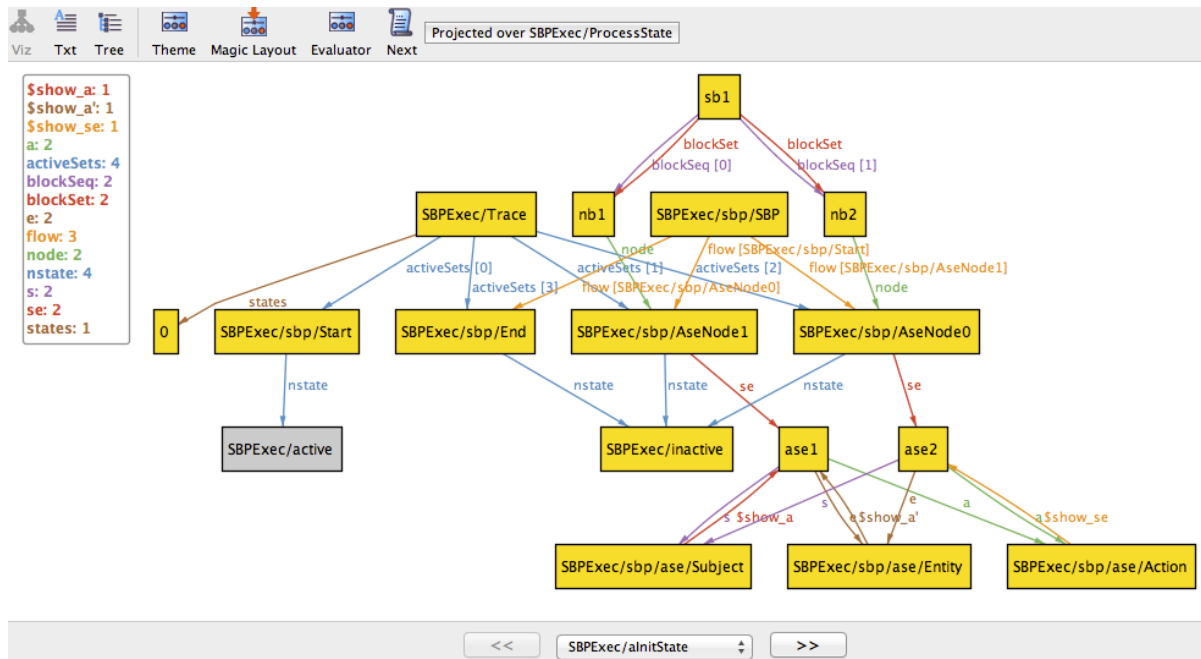 Viz Txt Tree Theme Magic Layout Evaluator Next Projected over SBPExec/ProcessState
$show_a: 1
$show_a': 1
$show_se: 1
a: 2
activeSets: 4
blockSeq: 2
blockSet: 2
e: 2
flow: 3
node: 2
nstate: 4
s: 2
se: 2
states: 1
sb1
blockSet blockSet
blockSeq [0] blockSeq [1]
SBPExec/Trace nb1 SBPExec/sbp/SBP nb2
node flow [SBPExec/sbp/Start]
activeSets [0] activeSets [1] activeSets [2] flow [SBPExec/sbp/AseNode1]
activeSets [3] flow [SBPExec/sbp/AseNode0] node
states
0 SBPExec/sbp/Start SBPExec/sbp/End SBPExec/sbp/AseNode1 SBPExec/sbp/AseNode0
nstate nstate nstate se nstate se
SBPExec/active SBPExec/inactive ase1 ase2
s $show_a s e $show_a' e a a $show_se
SBPExec/sbp/ase/Subject SBPExec/sbp/ase/Entity SBPExec/sbp/ase/Action
<< SBPExec/aInitState >>